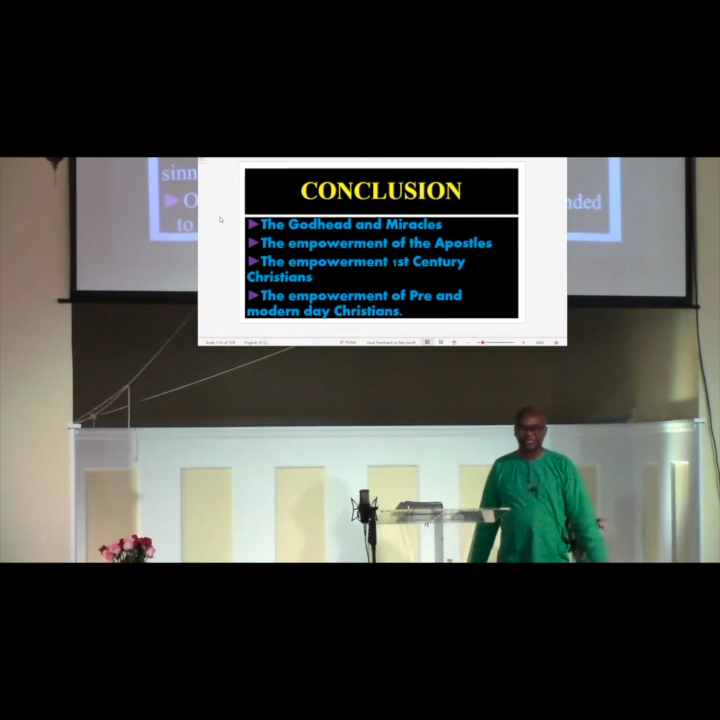 sinn
O
to
nded
CONCLUSION
►The Godhead and Miracles
►The empowerment of the Apostles
►The empowerment 1st Century
Christians
►The empowerment of Pre and
modern day Christians.